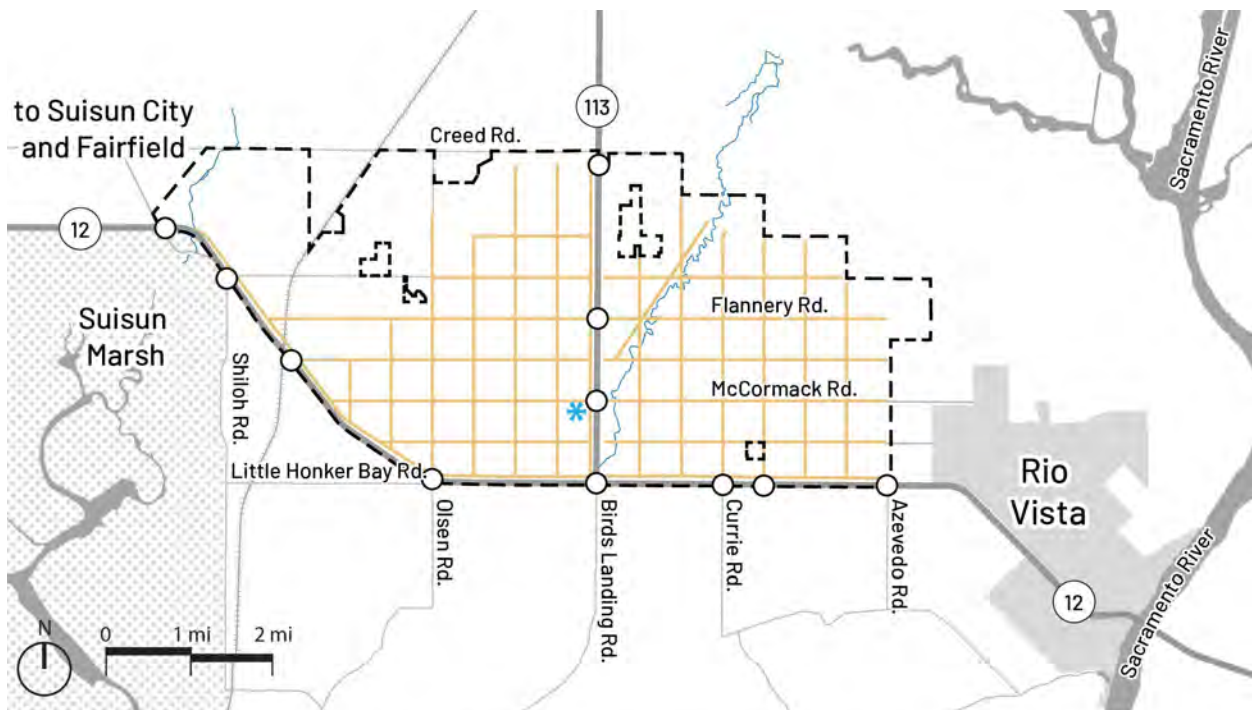 to Suisun City
and Fairfield
113
Creed Rd.
Sacramento River
12
Suisun
Marsh
Flannery Rd.
Shiloh Rd.
McCormack Rd.
*
Little Honker Bay Rd.
Rio
Vista
Olsen Rd.
Birds Landing Rd.
Currie Rd.
Azevedo Rd.
12
N
0 1 mi 2 mi
Sacramento River